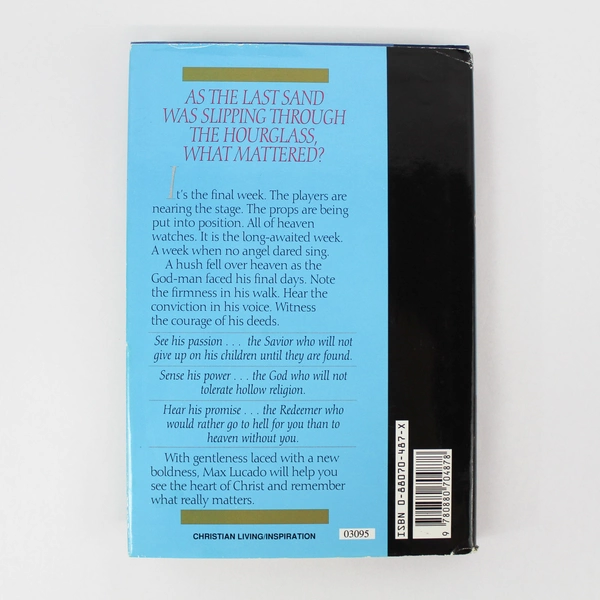 AS THE LAST SAND
WAS SLIPPING THROUGH
THE HOURGLASS,
WHAT MATTERED?
It's the final week. The players are
nearing the stage. The props are being
put into position. All of heaven
watches. It is the long-awaited week.
A week when no angel dared sing.
A hush fell over heaven as the
God-man faced his final days. Note
the firmness in his walk. Hear the
conviction in his voice. Witness
the courage of his deeds.
See his passion . . . the Savior who will not
give up on his children until they are found.
Sense his power . . . the God who will not
tolerate hollow religion.
Hear his promise . . . the Redeemer who
would rather go to hell for you than to
heaven without you.
With gentleness laced with a new
boldness, Max Lucado will help you
see the heart of Christ and remember
what really matters.
CHRISTIAN LIVING/INSPIRATION
03095
ISBN 0-88070-487-X
9 780880 704878